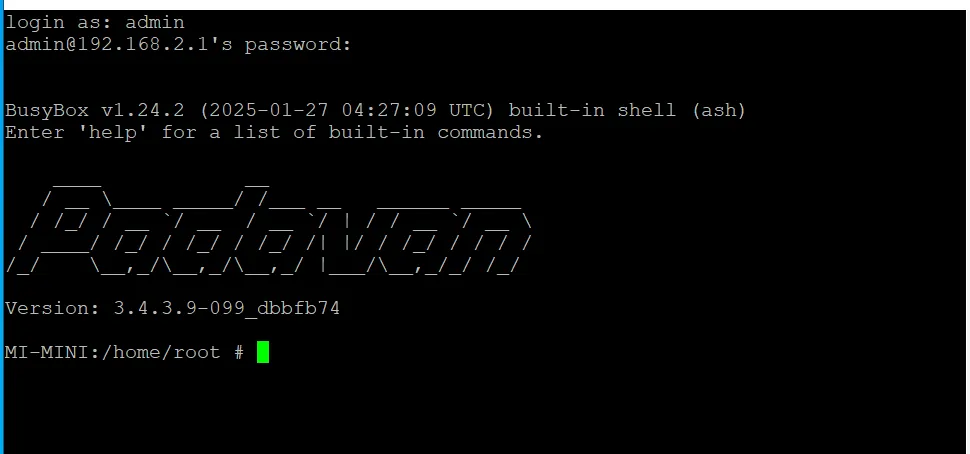 login as: admin
admin@192.168.2.1's password:
BusyBox v1.24.2 (2025-01-27 04:27:09 UTC) built-in shell (ash)
Enter 'help' for a list of built-in commands.
Padavan
Version: 3.4.3.9-099_dbbfb74
MI-MINI:/home/root #